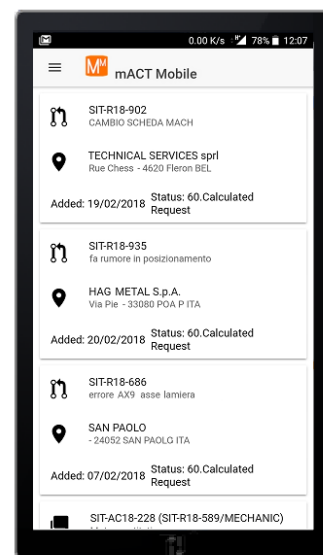 0.00 K/s 78% 12:07
M
mACT Mobile
SIT-R18-902
CAMBIO SCHEDA MACH
TECHNICAL SERVICES sprl
Rue Chess - 4620 Fleron BEL
Added: 19/02/2018 Status: 60.Calculated
Request
SIT-R18-935
fa rumore in posizionamento
HAG METAL S.p.A.
Via Pie - 33080 POA P ITA
Added: 20/02/2018 Status: 60.Calculated
Request
SIT-R18-686
errore AX9 asse lamiera
SAN PAOLO
- 24052 SAN PAOLG ITA
Added: 07/02/2018 Status: 60.Calculated
Request
SIT-AC18-228 (SIT-R18-589/MECHANIC)